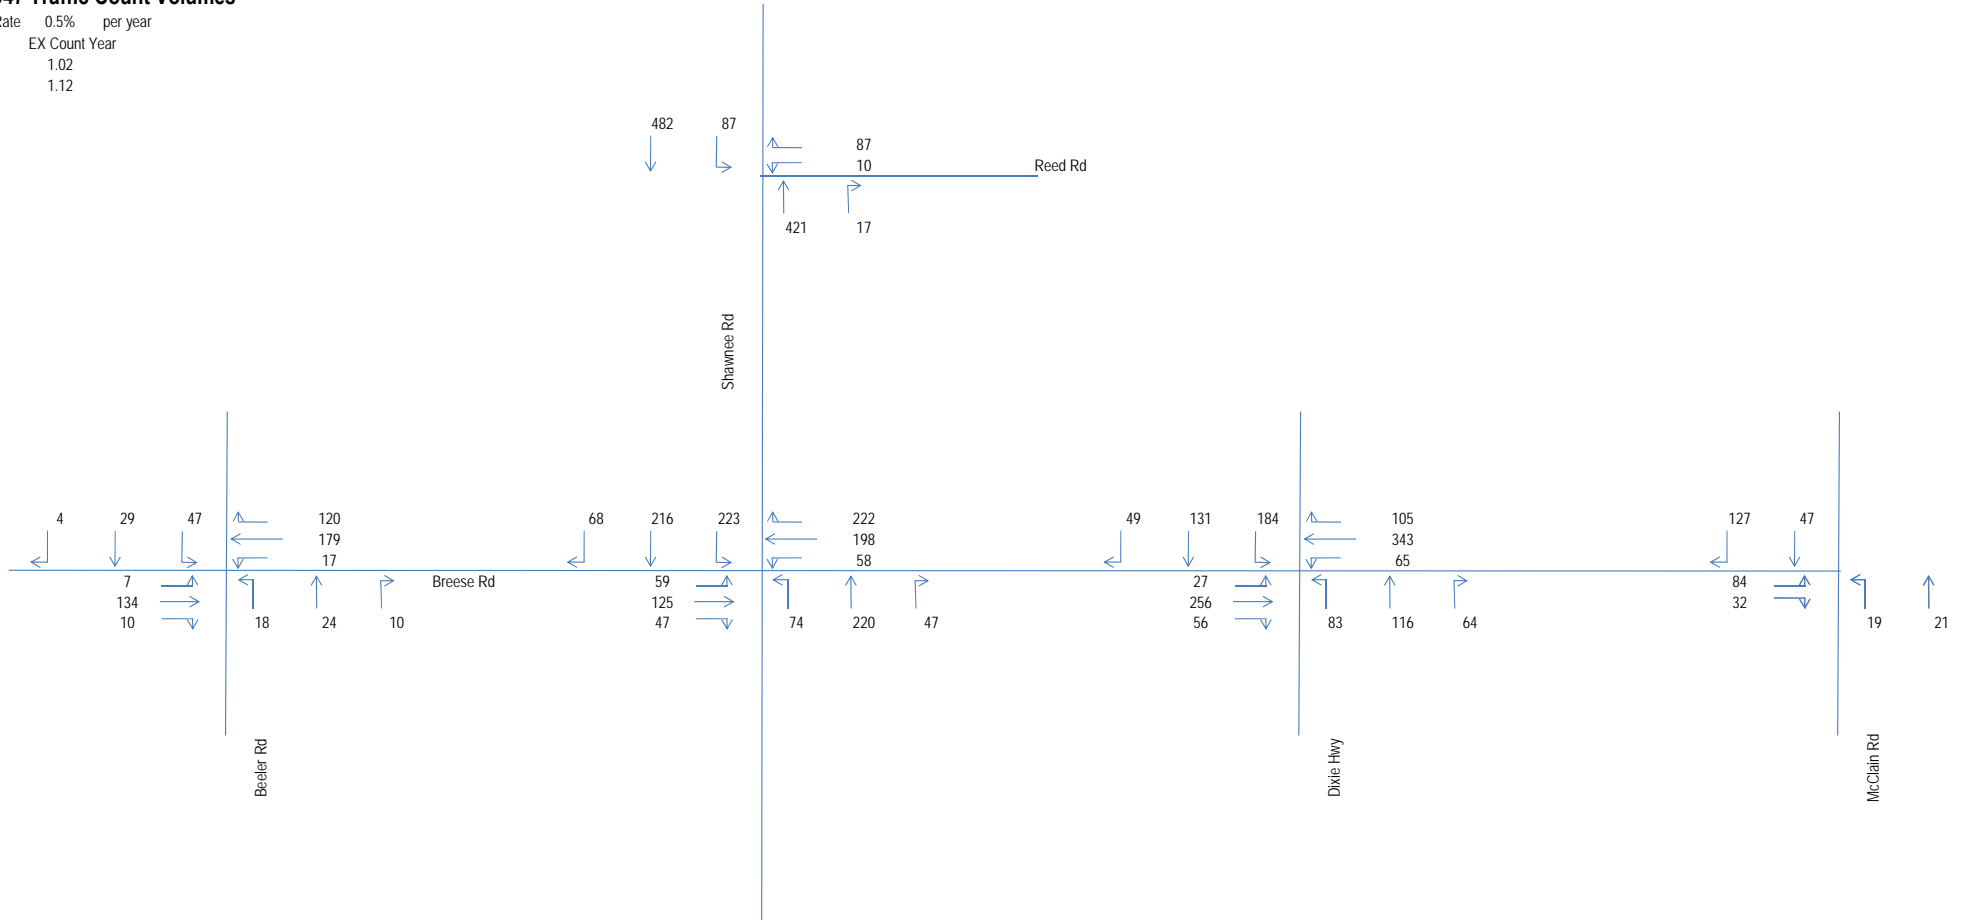 Traffic Count Volumes
0.5% per year
EX Count Year
1.02
1.12
482 87
87
10 Reed Rd
421 17
Shawnee Rd
4 29 47 120 68 216 223 222 49 131 184 105 127 47
179 198 343
17 58 65
7 Breese Rd 59 27 84
134 125 256 32
10 18 24 10 47 74 220 47 56 83 116 64 19 21
Beeler Rd
Dixie Hwy
McClain Rd